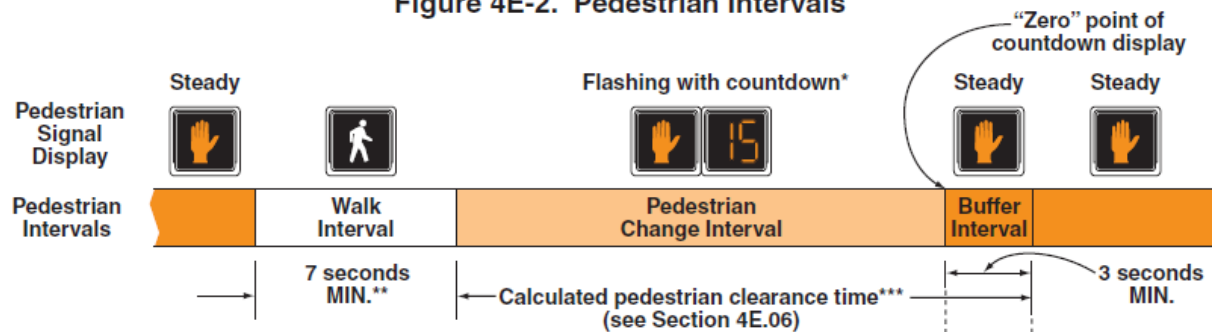 Figure 4E-2. Pedestrian Intervals
“Zero” point of
countdown display
Steady
Flashing with countdown*
Steady
Steady
Pedestrian
Signal
Display
15
Pedestrian
Intervals
Walk
Interval
Pedestrian
Change Interval
Buffer
Interval
7 seconds
MIN.**
Calculated pedestrian clearance time***
(see Section 4E.06)
3 seconds
MIN.